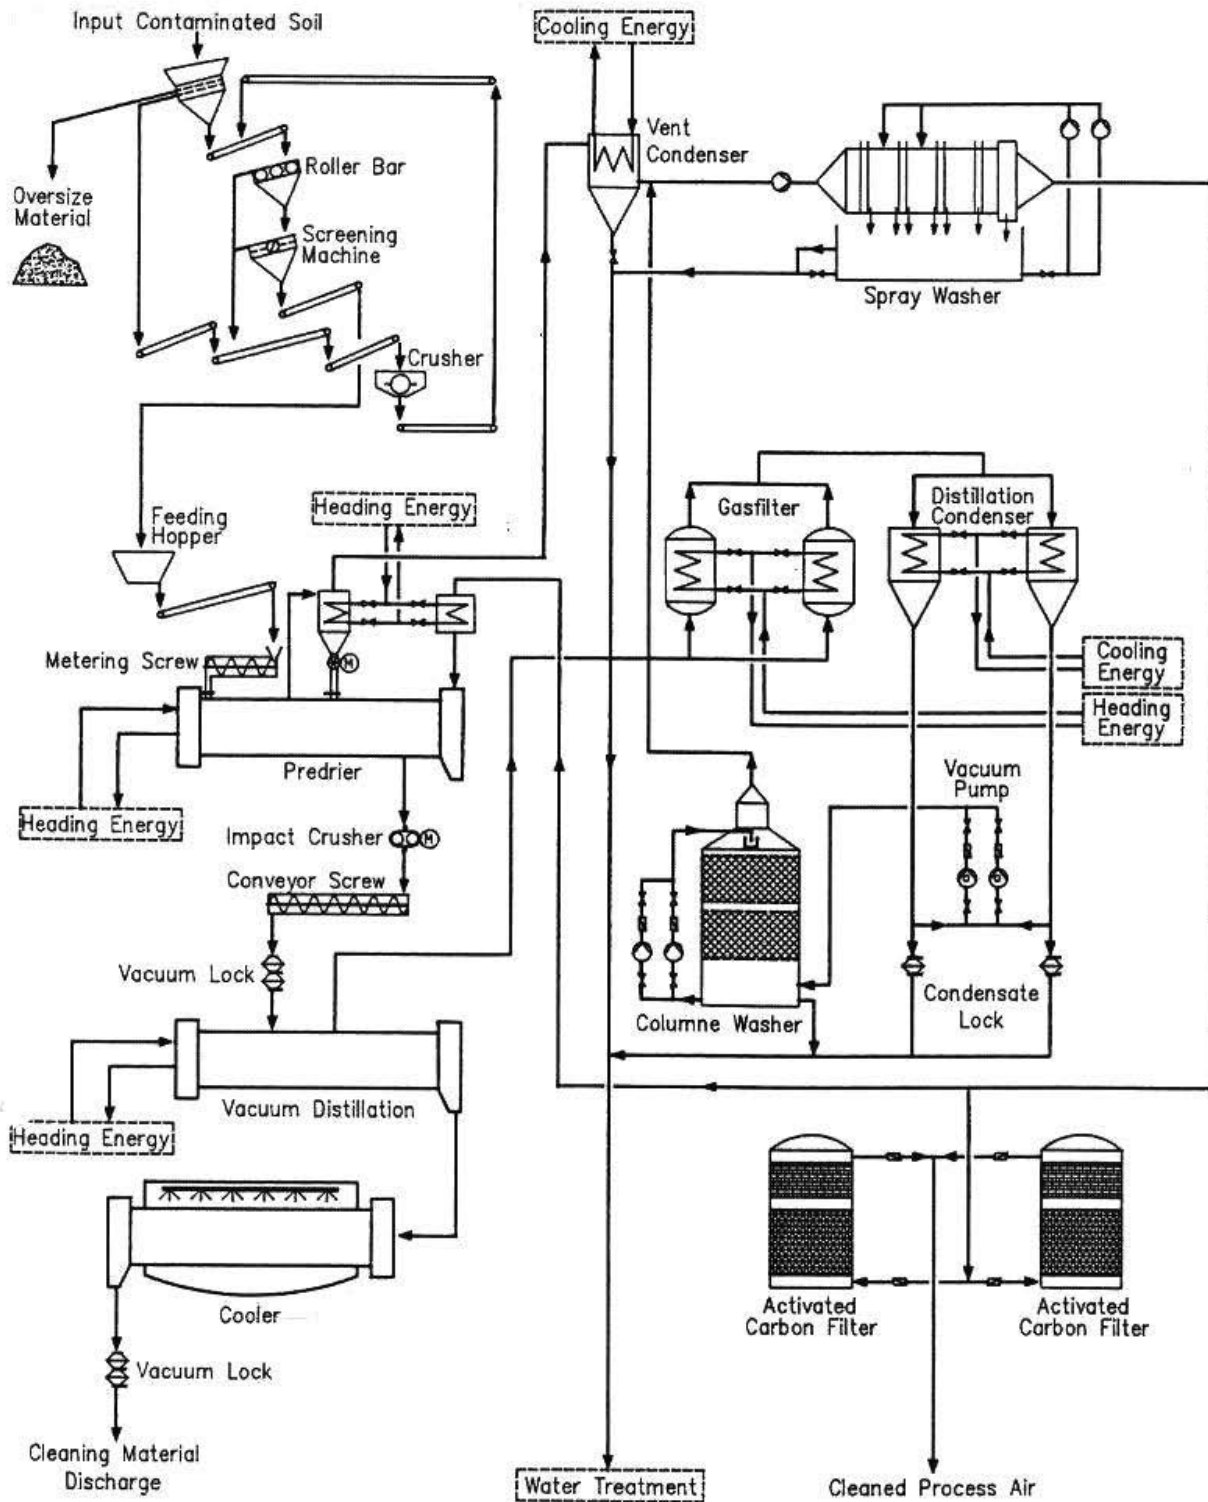 Input Contaminated Soil
Cooling Energy
Vent
Condenser
Roller Bar
Oversize
Material
Screening
Machine
Spray Washer
Crusher
Feeding
Hopper
Heading Energy
Gasfilter
Distillation
Condenser
Metering Screw
M
Cooling
Energy
Heading
Energy
Predrier
Vacuum
Pump
Heading Energy
Impact Crusher
M
Conveyor Screw
Vacuum Lock
Condensate
Lock
Columne Washer
Vacuum Distillation
Heading Energy
Cooler
Activated
Carbon Filter
Activated
Carbon Filter
Vacuum Lock
Cleaning Material
Discharge
Water Treatment
Cleaned Process Air